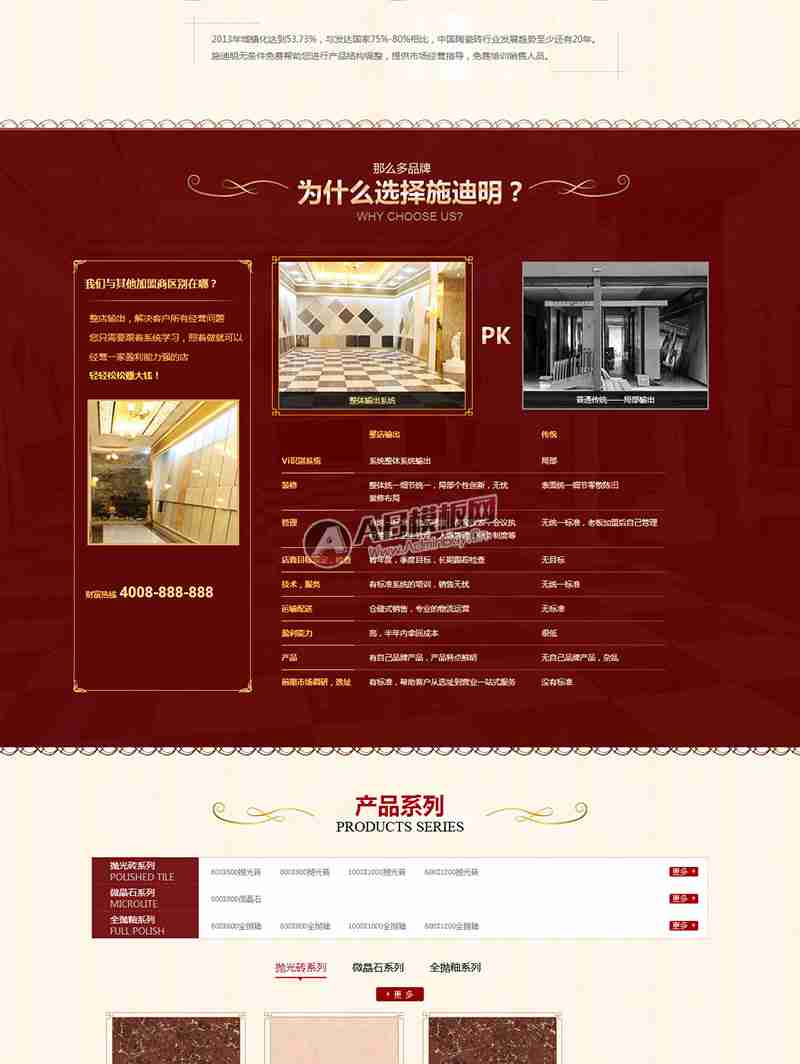 2013年城镇化达到53.73%，与发达国家75%-80%相比，中国陶瓷砖行业发展趋势至少还有20年。
施迪明无条件免费帮助您进行产品结构调整，提供市场经营指导，免费培训销售人员。
那么多品牌
为什么选择施迪明？
WHY CHOOSE US?
我们与其他加盟商区别在哪？
整店输出，解决客户所有经营问题
您只需要跟着系统学习，照着做就可以
经营一家盈利能力强的店
轻轻松松赚大钱！
财富热线 4008-888-888
整体输出系统
PK
普通传统——局部输出
整店输出 传统
VI识别系统 系统整体系统输出 局部
装修 整体统一细节统一，局部个性创新，无忧 表面统一细节零散陈旧
装修布局
管理 无统一标准，老板加盟后自己管理
店面目标 检查 季度目标，长期跟踪检查 无目标
技术，服务 有标准系统的培训，销售无忧 无统一标准
运输配送 仓储式销售，专业的物流运营 无标准
盈利能力 高，半年内拿回成本 很低
产品 有自己品牌产品，产品特点鲜明 无自己品牌产品，杂乱
前期市场调研，选址 有标准，帮助客户从选址到营业一站式服务 没有标准
A品模板网
www.Adminbuy.cn
产品系列
PRODUCTS SERIES
抛光砖系列
POLISHED TILE
600X600抛光砖 800X800抛光砖 1000X1000抛光砖 600X1200抛光砖 更多
微晶石系列
MICROLITE
800X800微晶石 更多
全抛釉系列
FULL POLISH
600X600全抛釉 800X800全抛釉 1000X1000全抛釉 600X1200全抛釉 更多
抛光砖系列 微晶石系列 全抛釉系列
更多